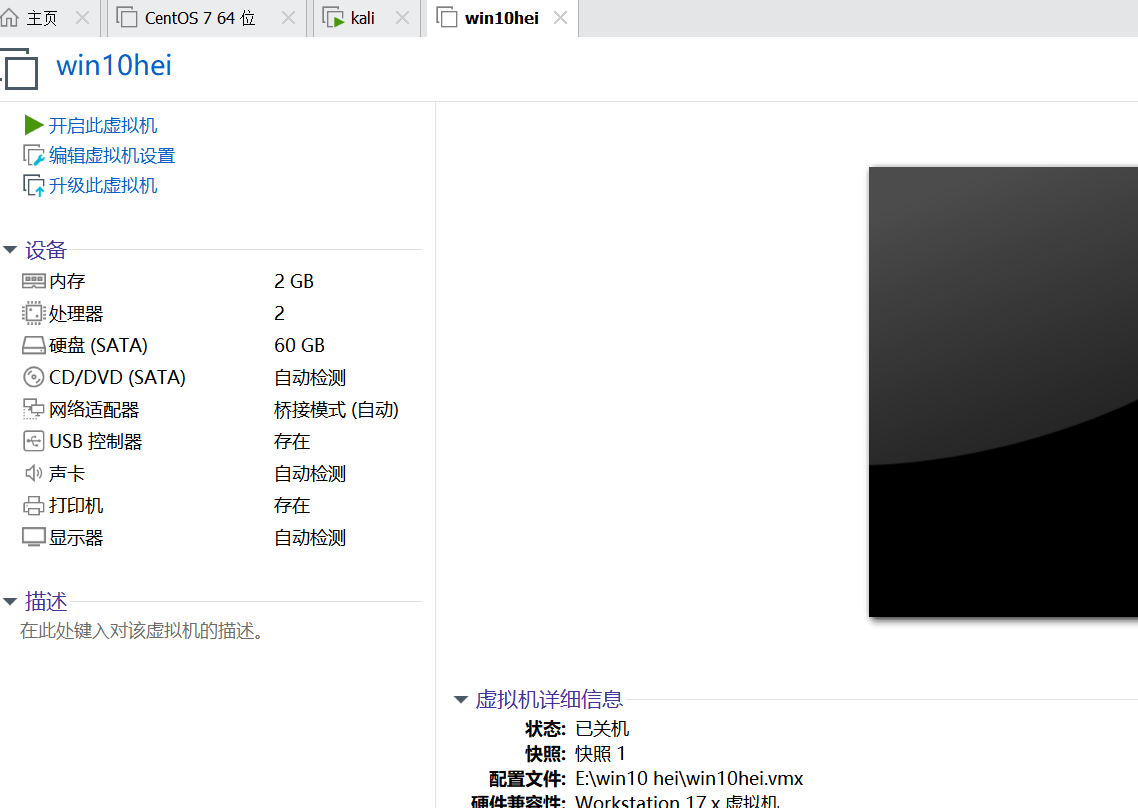 主页 CentOS 7 64 位 kali win10hei
win10hei
开启此虚拟机
编辑虚拟机设置
升级此虚拟机
设备
内存 2 GB
处理器 2
硬盘 (SATA) 60 GB
CD/DVD (SATA) 自动检测
网络适配器 桥接模式 (自动)
USB 控制器 存在
声卡 自动检测
打印机 存在
显示器 自动检测
描述
在此处键入对该虚拟机的描述。
虚拟机详细信息
状态: 已关机
快照: 快照 1
配置文件: E:\win10 hei\win10hei.vmx
硬件兼容性: Workstation 17.x 虚拟机